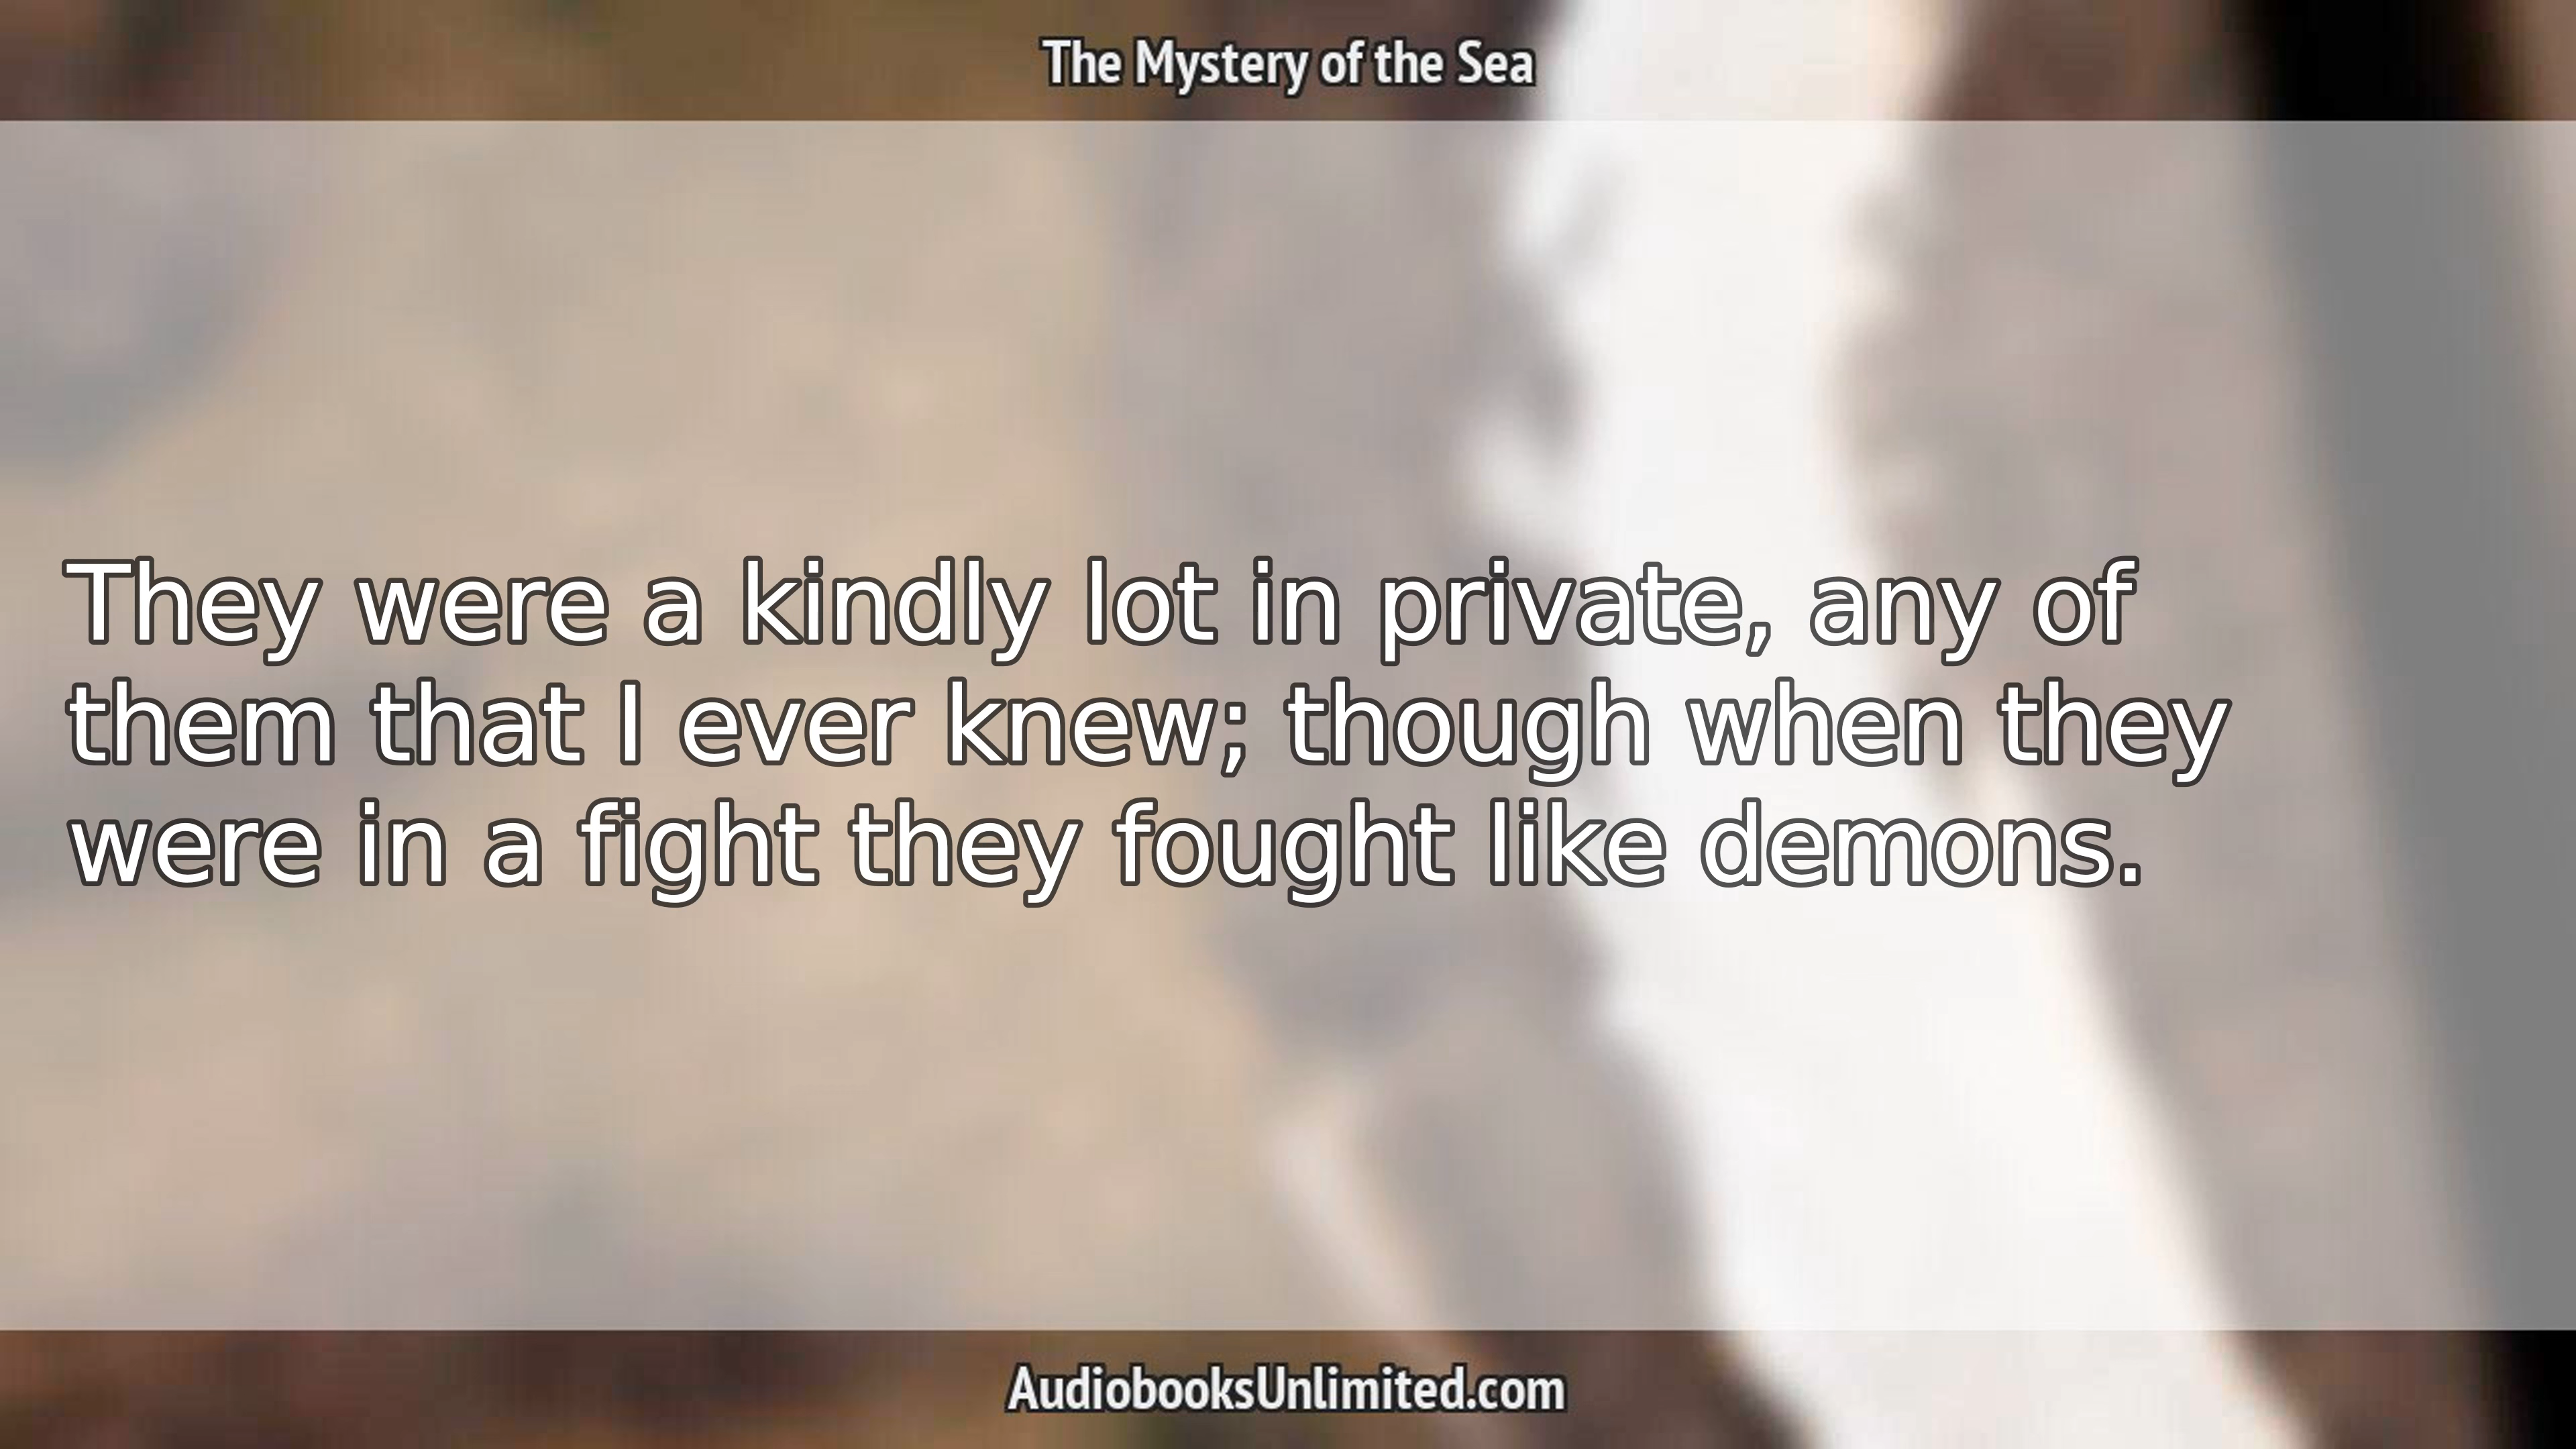 The Mystery of the Sea
They were a kindly lot in private, any of
them that I ever knew; though when they
were in a fight they fought like demons.
AudiobooksUnlimited.com